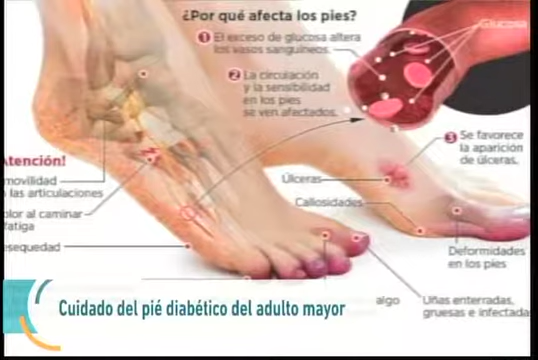 ¿Por qué afecta los pies?
1 El exceso de glucosa altera
los vasos sanguíneos.
Glucosa
2 La circulación
y la sensibilidad
en los pies
se ven afectados.
3 Se favorece
la aparición
de úlceras.
Atención!
movilidad
las articulaciones
olor al caminar
fatiga
esequedad
Úlceras
Callosidades
Deformidades
en los pies
algo
Uñas enterradas,
gruesas e infectada
Cuidado del pié diabético del adulto mayor